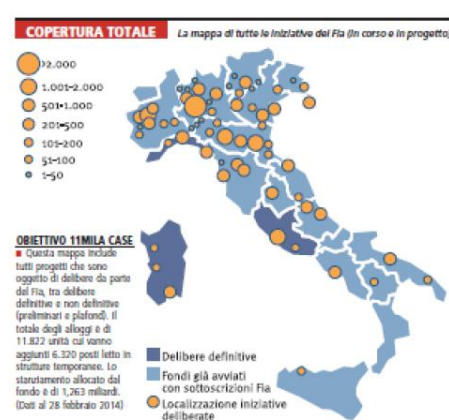 COPERTURA TOTALE
La mappa di tutte le iniziative del Fia (in corso e in progetto)
>2.000
1.001-2.000
501-1.000
201-500
101-200
51-100
1-50
OBIETTIVO 11MILA CASE
Questa mappa include
tutti progetti che sono
oggetto di delibere da parte
del Fia, tra delibere
definitive e non definitive
(preliminari e plafond). Il
totale degli alloggi è di
11.822 unità cui vanno
aggiunti 6.320 posti letto in
strutture temporanee. Lo
stanziamento allocato dal
fondo è di 1,263 miliardi.
(Dati al 28 febbraio 2014)
Delibere definitive
Fondi già avviati
con sottoscrizioni Fia
Localizzazione iniziative
deliberate